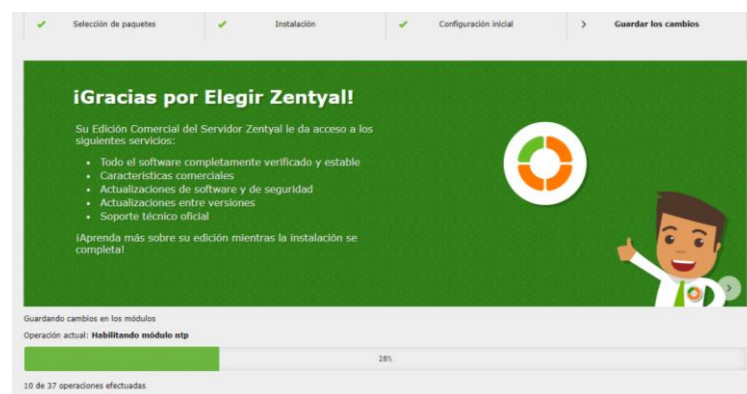 Selección de paquetes
Instalación
Configuración inicial
Guardar los cambios
¡Gracias por Elegir Zentyal!
Su Edición Comercial del Servidor Zentyal le da acceso a los
siguientes servicios:
• Todo el software completamente verificado y estable
• Características comerciales
• Actualizaciones de software y de seguridad
• Actualizaciones entre versiones
• Soporte técnico oficial
¡Aprenda más sobre su edición mientras la instalación se
completa!
Guardando cambios en los módulos
Operación actual: Habilitando módulo ntp
28%
10 de 37 operaciones efectuadas